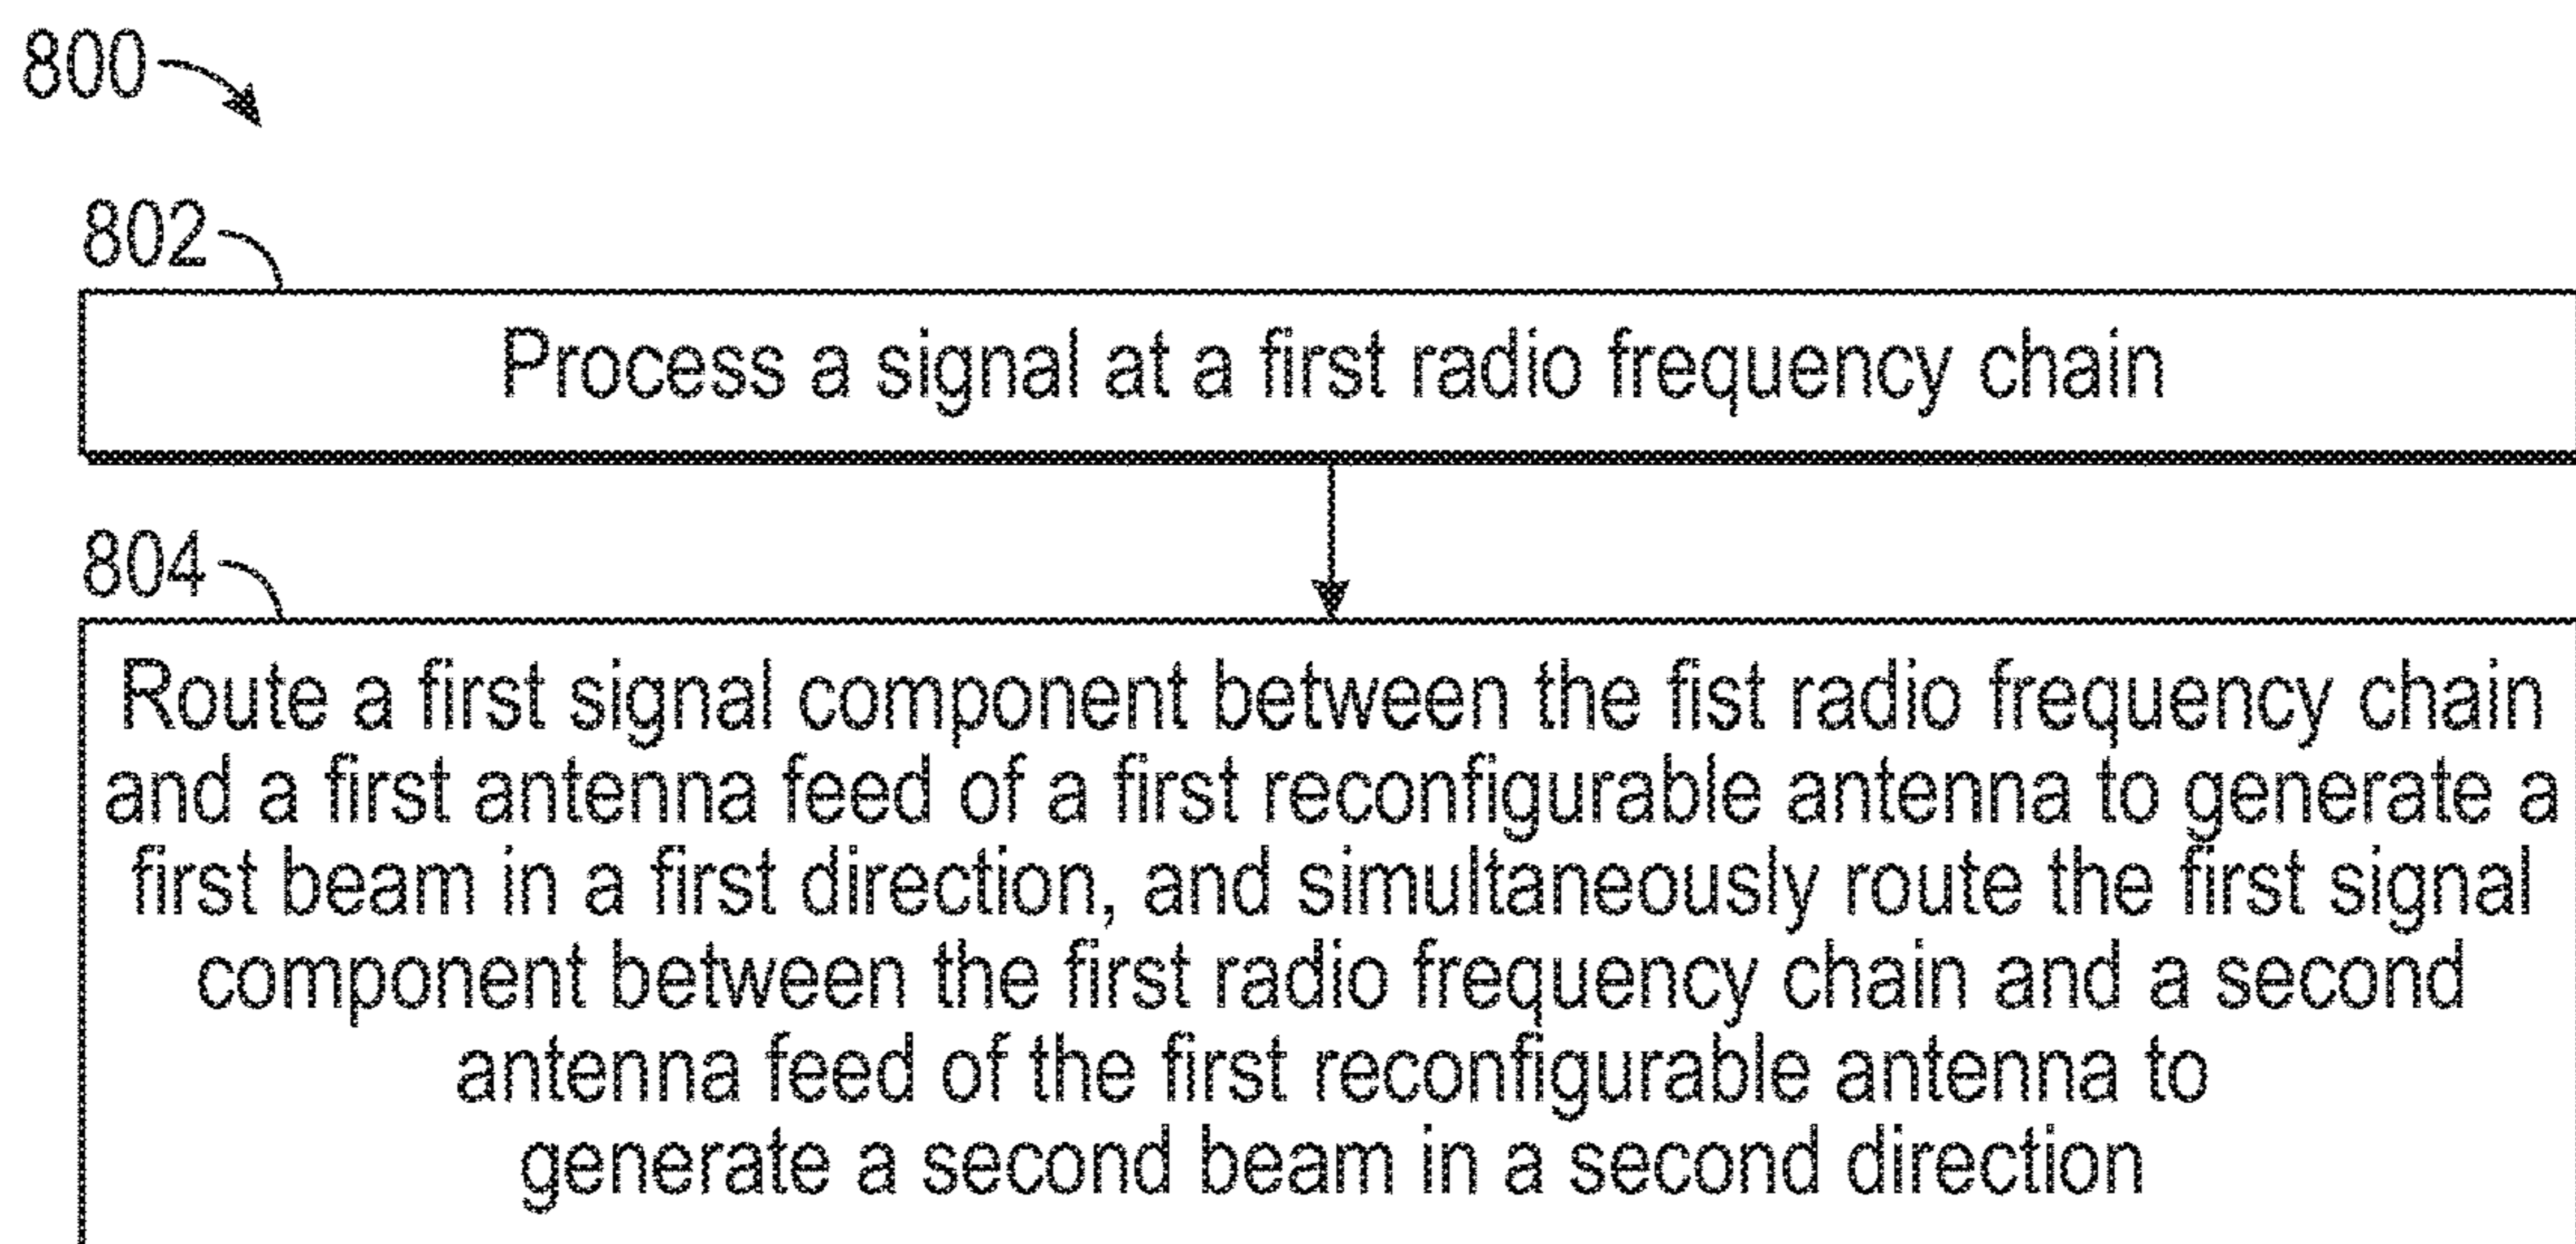 800
802
Process a signal at a first radio frequency chain
804
Route a first signal component between the fist radio frequency chain
and a first antenna feed of a first reconfigurable antenna to generate a
first beam in a first direction, and simultaneously route the first signal
component between the first radio frequency chain and a second
antenna feed of the first reconfigurable antenna to
generate a second beam in a second direction